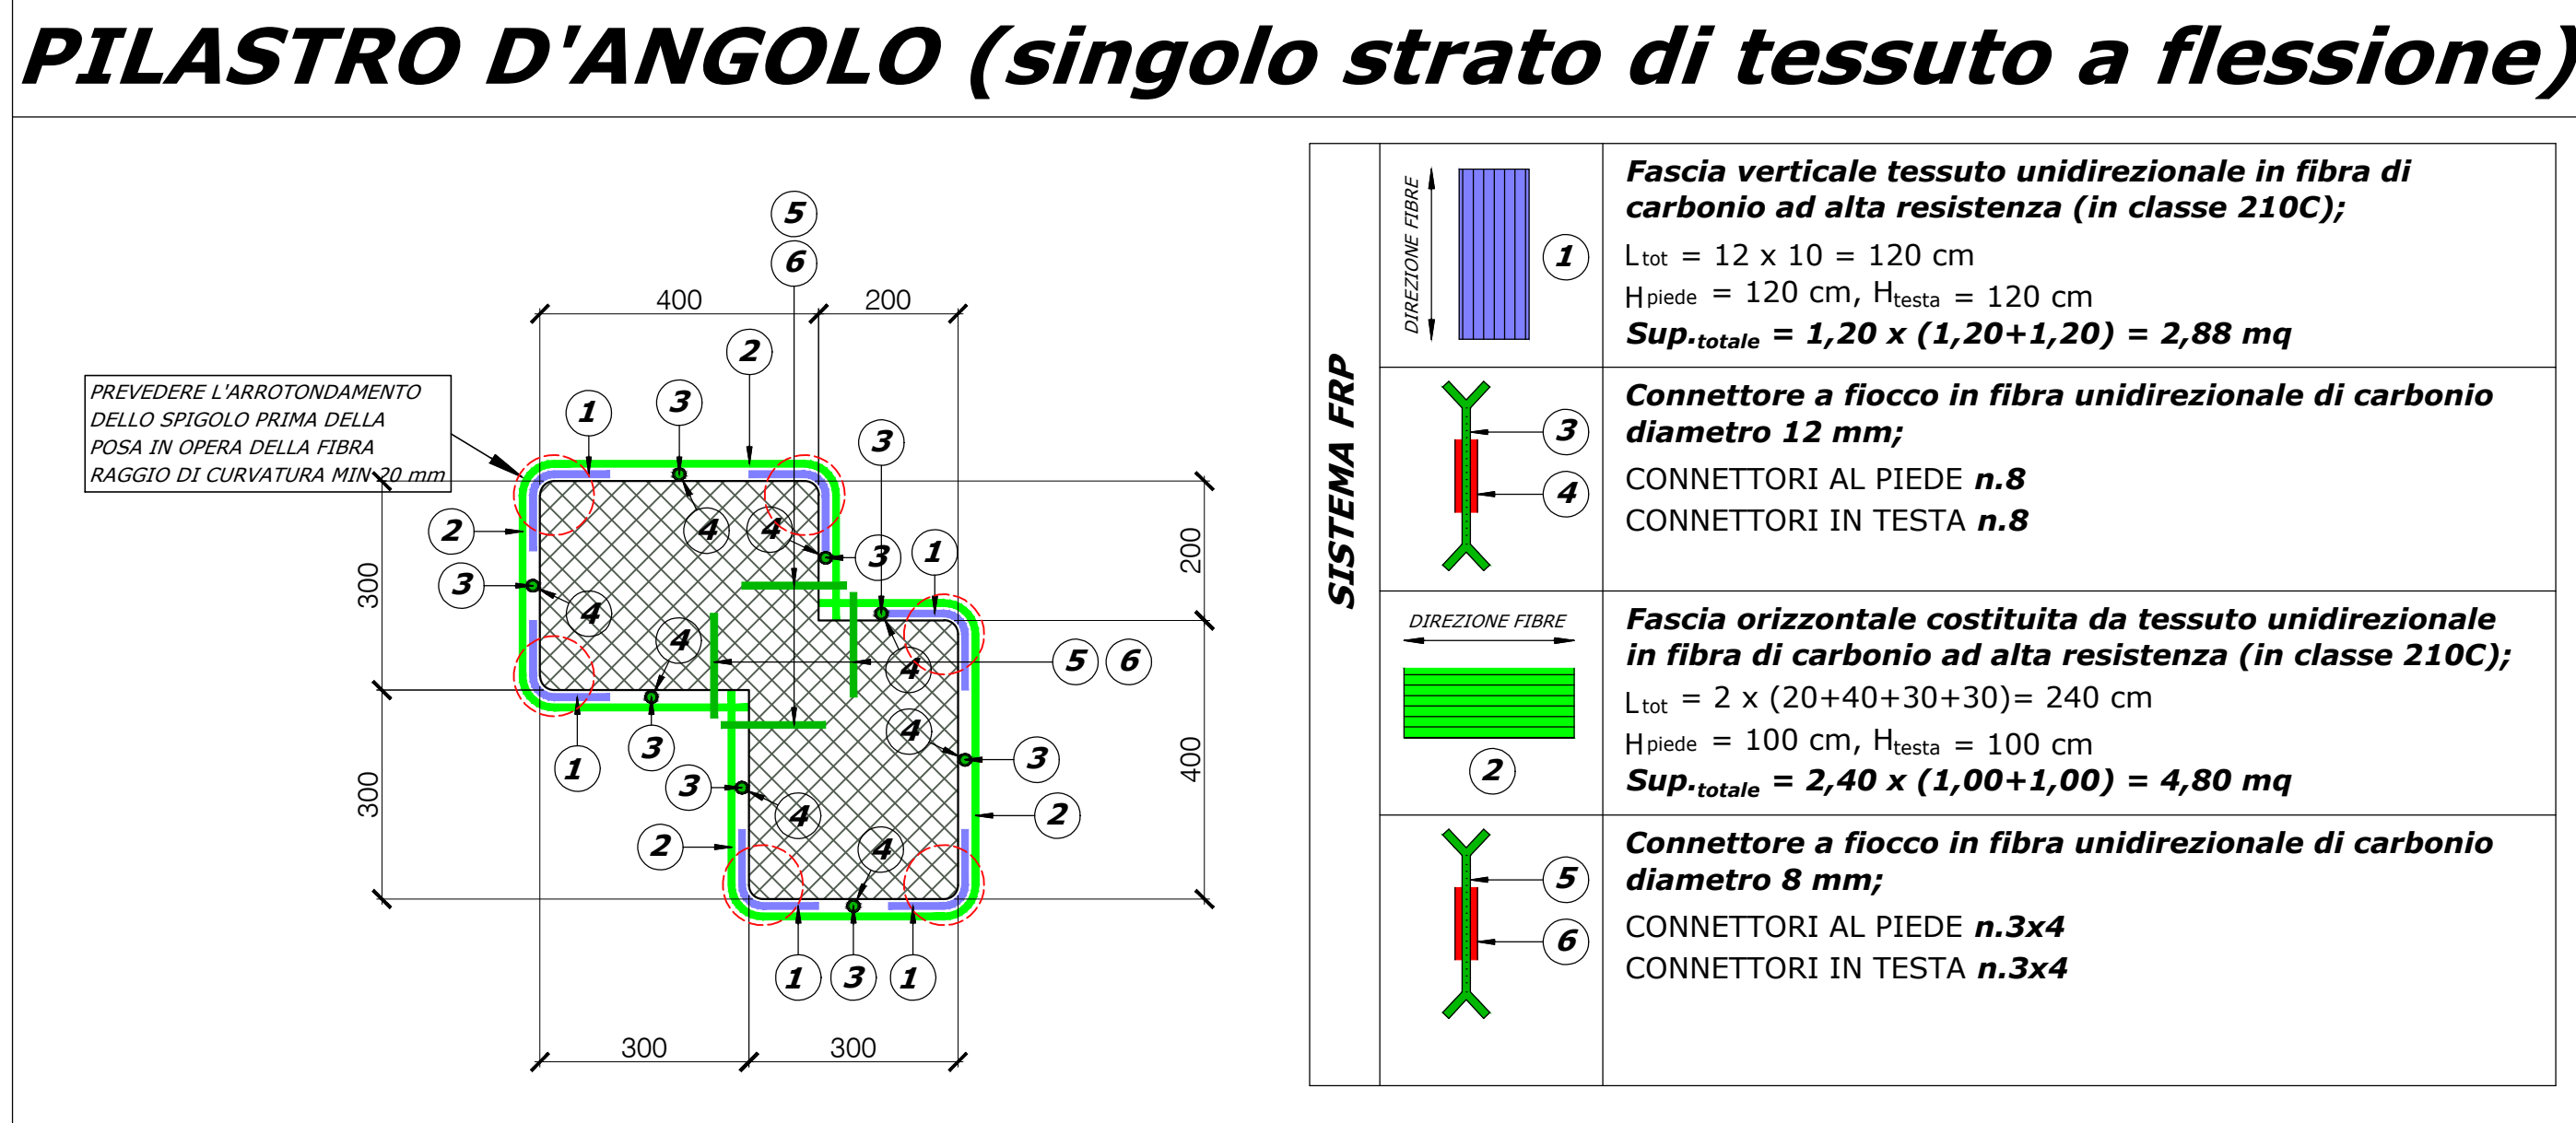 PILASTRO D'ANGOLO (singolo strato di tessuto a flessione)
5
6
400
200
2
PREVEDERE L'ARROTONDAMENTO
DELLO SPIGOLO PRIMA DELLA
POSA IN OPERA DELLA FIBRA
RAGGIO DI CURVATURA MIN 20 mm
1
3
3
2
4
4
3
1
200
3
4
300
4
4
5
6
3
4
3
1
3
4
400
2
4
2
300
1
3
1
300
300
SISTEMA FRP
DIREZIONE FIBRE
1
Fascia verticale tessuto unidirezionale in fibra di
carbonio ad alta resistenza (in classe 210C);
Ltot = 12 x 10 = 120 cm
Hpiede = 120 cm, Htesta = 120 cm
Sup.totale = 1,20 x (1,20+1,20) = 2,88 mq
3
4
Connettore a fiocco in fibra unidirezionale di carbonio
diametro 12 mm;
CONNETTORI AL PIEDE n.8
CONNETTORI IN TESTA n.8
DIREZIONE FIBRE
2
Fascia orizzontale costituita da tessuto unidirezionale
in fibra di carbonio ad alta resistenza (in classe 210C);
Ltot = 2 x (20+40+30+30)= 240 cm
Hpiede = 100 cm, Htesta = 100 cm
Sup.totale = 2,40 x (1,00+1,00) = 4,80 mq
5
6
Connettore a fiocco in fibra unidirezionale di carbonio
diametro 8 mm;
CONNETTORI AL PIEDE n.3x4
CONNETTORI IN TESTA n.3x4